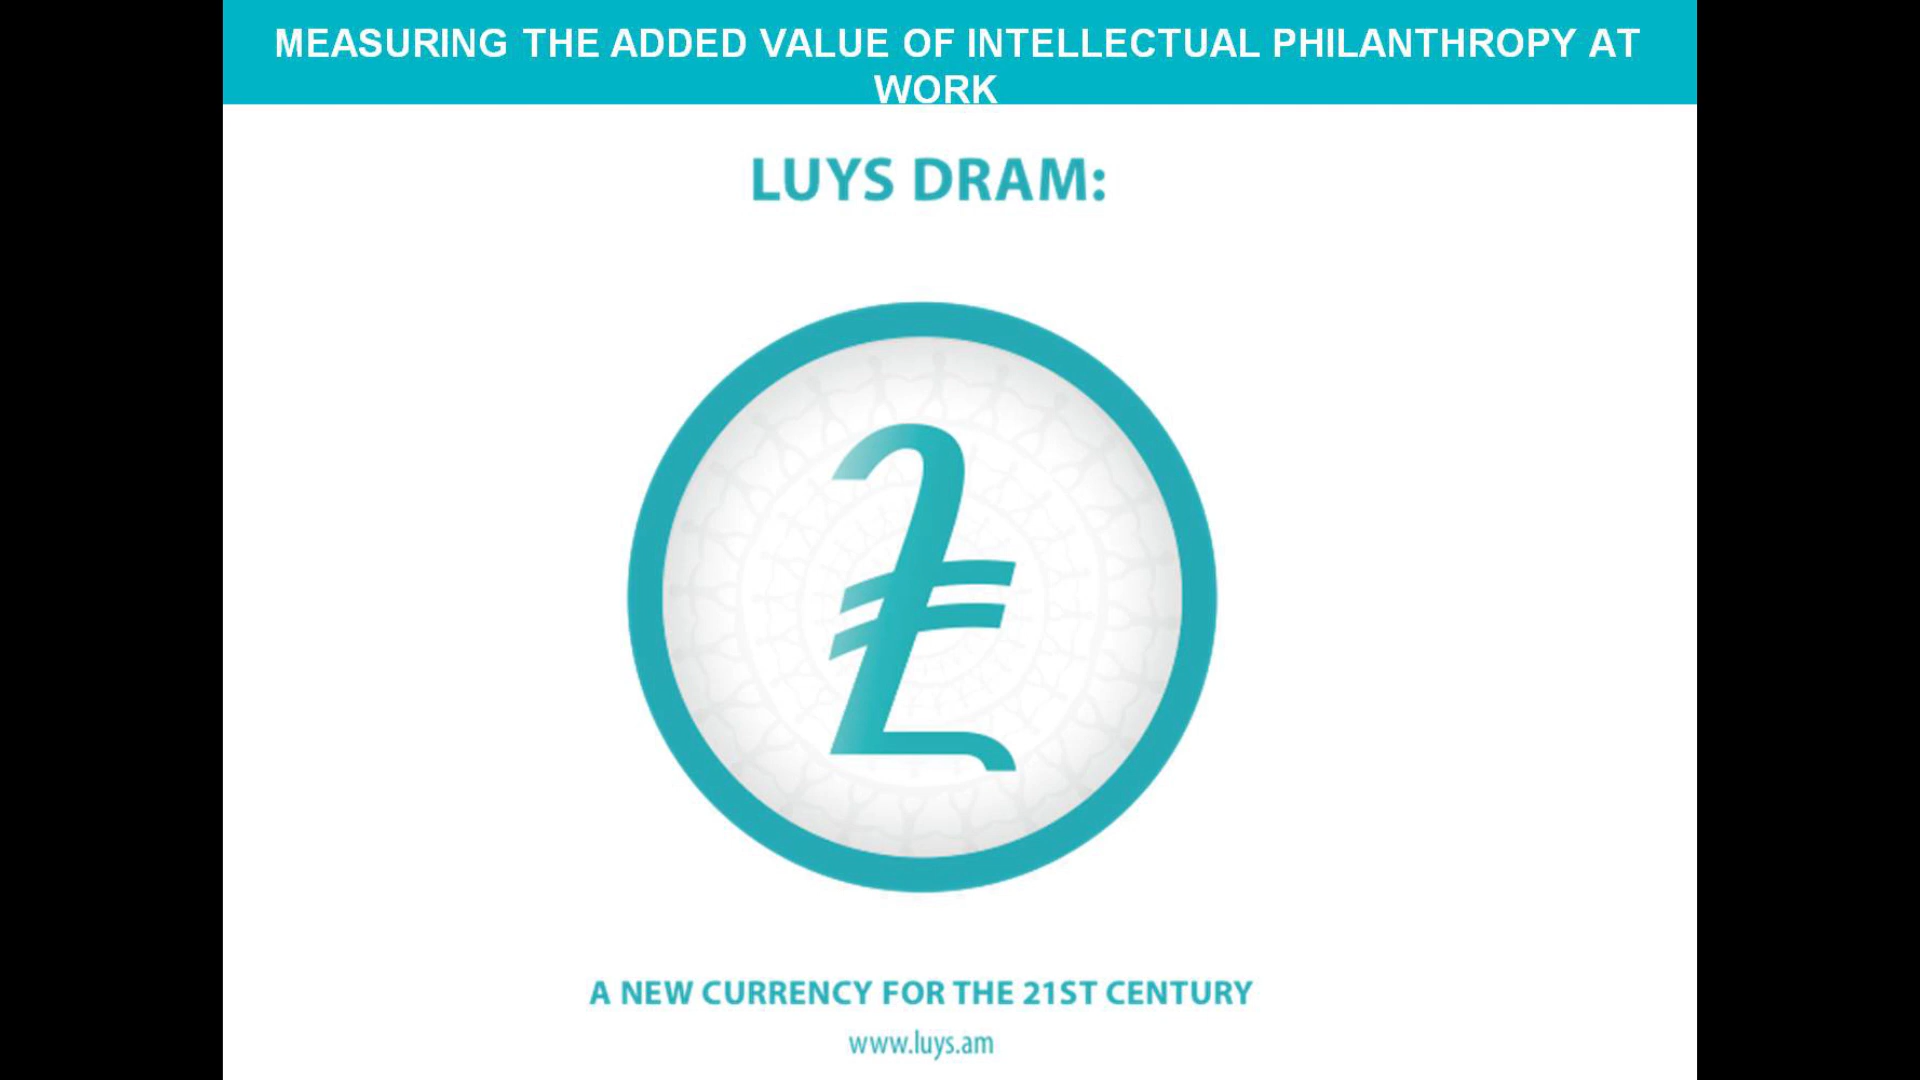 MEASURING THE ADDED VALUE OF INTELLECTUAL PHILANTHROPY AT
WORK
LUYS DRAM:
A NEW CURRENCY FOR THE 21ST CENTURY
www.luys.am